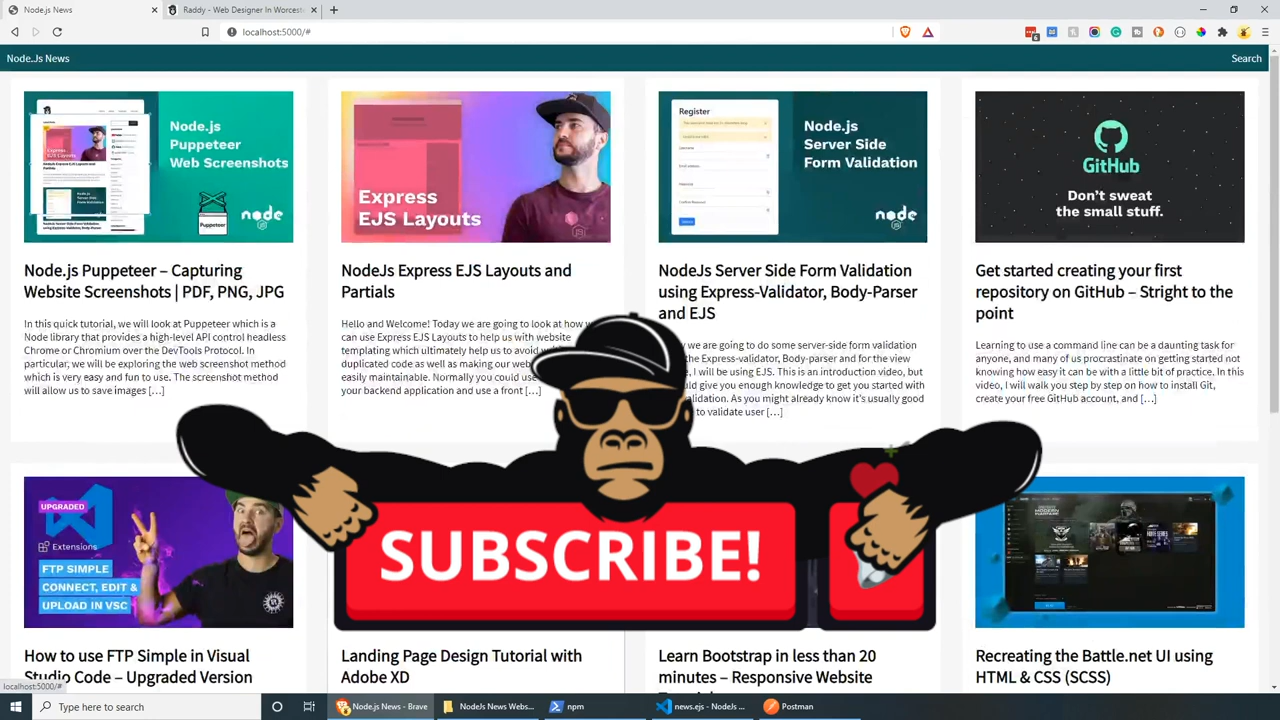 Node.js News
Raddy - Web Designer In Worcest
localhost:5000/#
6
Node.Js News
Search
Node.js
Puppeteer
Web Screenshots
Puppeteer
node
Express
EJS Layouts
Register
Submit
Node.js
Server Side
Form Validation
node
GitHub
Don't sweat
the small stuff.
Node.js Puppeteer – Capturing
Website Screenshots | PDF, PNG, JPG
In this quick tutorial, we will look at Puppeteer which is a
Node library that provides a high-level API control headless
Chrome or Chromium over the DevTools Protocol. In
particular, we will be exploring the web screenshot method
which is very easy and fun to use. The screenshot method
will allow us to save images […]
NodeJs Express EJS Layouts and
Partials
Hello and Welcome! Today we are going to look at how
can use Express EJS Layouts to help us with website
templating which ultimately help us to avoid
duplicated code as well as making our web
easily maintainable. Normally you could use
your backend application and use a front […]
NodeJs Server Side Form Validation
using Express-Validator, Body-Parser
and EJS
we are going to do some server-side form validation
the Express-validator, Body-parser and for the view
I will be using EJS. This is an introduction video, but
give you enough knowledge to get you started with
validation. As you might already know it's usually good
to validate user […]
Get started creating your first
repository on GitHub – Stright to the
point
Learning to use a command line can be a daunting task for
anyone, and many of us procrastinate on getting started not
knowing how easy it can be with a little bit of practice. In this
video, I will walk you step by step on how to install Git,
create your free GitHub account, and […]
UPGRADED
Extensions
FTP SIMPLE
CONNECT, EDIT &
UPLOAD IN VSC
SUBSCRIBE!
How to use FTP Simple in Visual
Studio Code – Upgraded Version
Landing Page Design Tutorial with
Adobe XD
Learn Bootstrap in less than 20
minutes – Responsive Website
Recreating the Battle.net UI using
HTML & CSS (SCSS)
localhost:5000/#
Type here to search
Node.js News - Brave
NodeJs News Webs...
npm
news.ejs - NodeJs ...
Postman